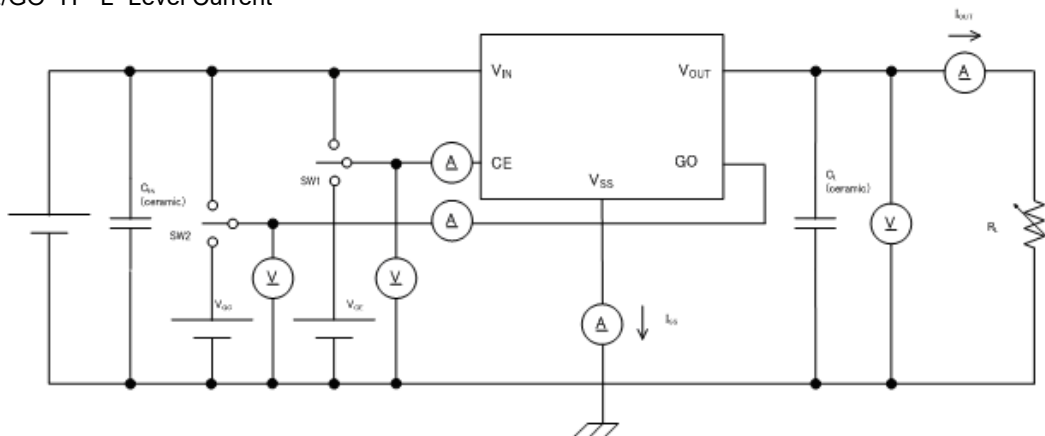 /GO "H" "L" Level Current
IOUT
A
VIN
VOUT
A
CE
GO
SW1
VSS
CIN
(ceramic)
CL
(ceramic)
A
SW2
V
RL
V
V
VGO
VCE
A
ISS